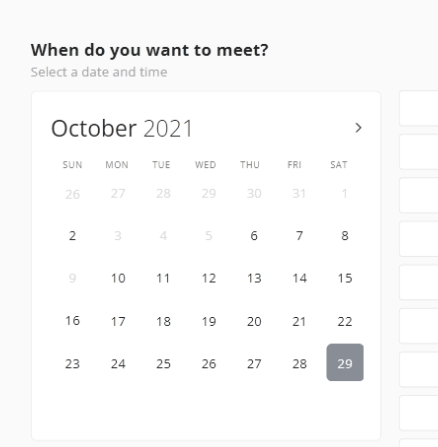 When do you want to meet?
Select a date and time
October 2021
SUN MON TUE WED THU FRI SAT
26 27 28 29 30 31 1
2 3 4 5 6 7 8
9 10 11 12 13 14 15
16 17 18 19 20 21 22
23 24 25 26 27 28 29